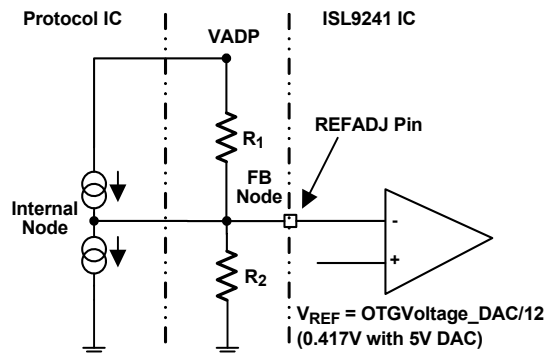 Protocol IC
ISL9241 IC
VADP
REFADJ Pin
R1
FB
Node
Internal
Node
-
+
R2
VREF = OTGVoltage_DAC/12
(0.417V with 5V DAC)